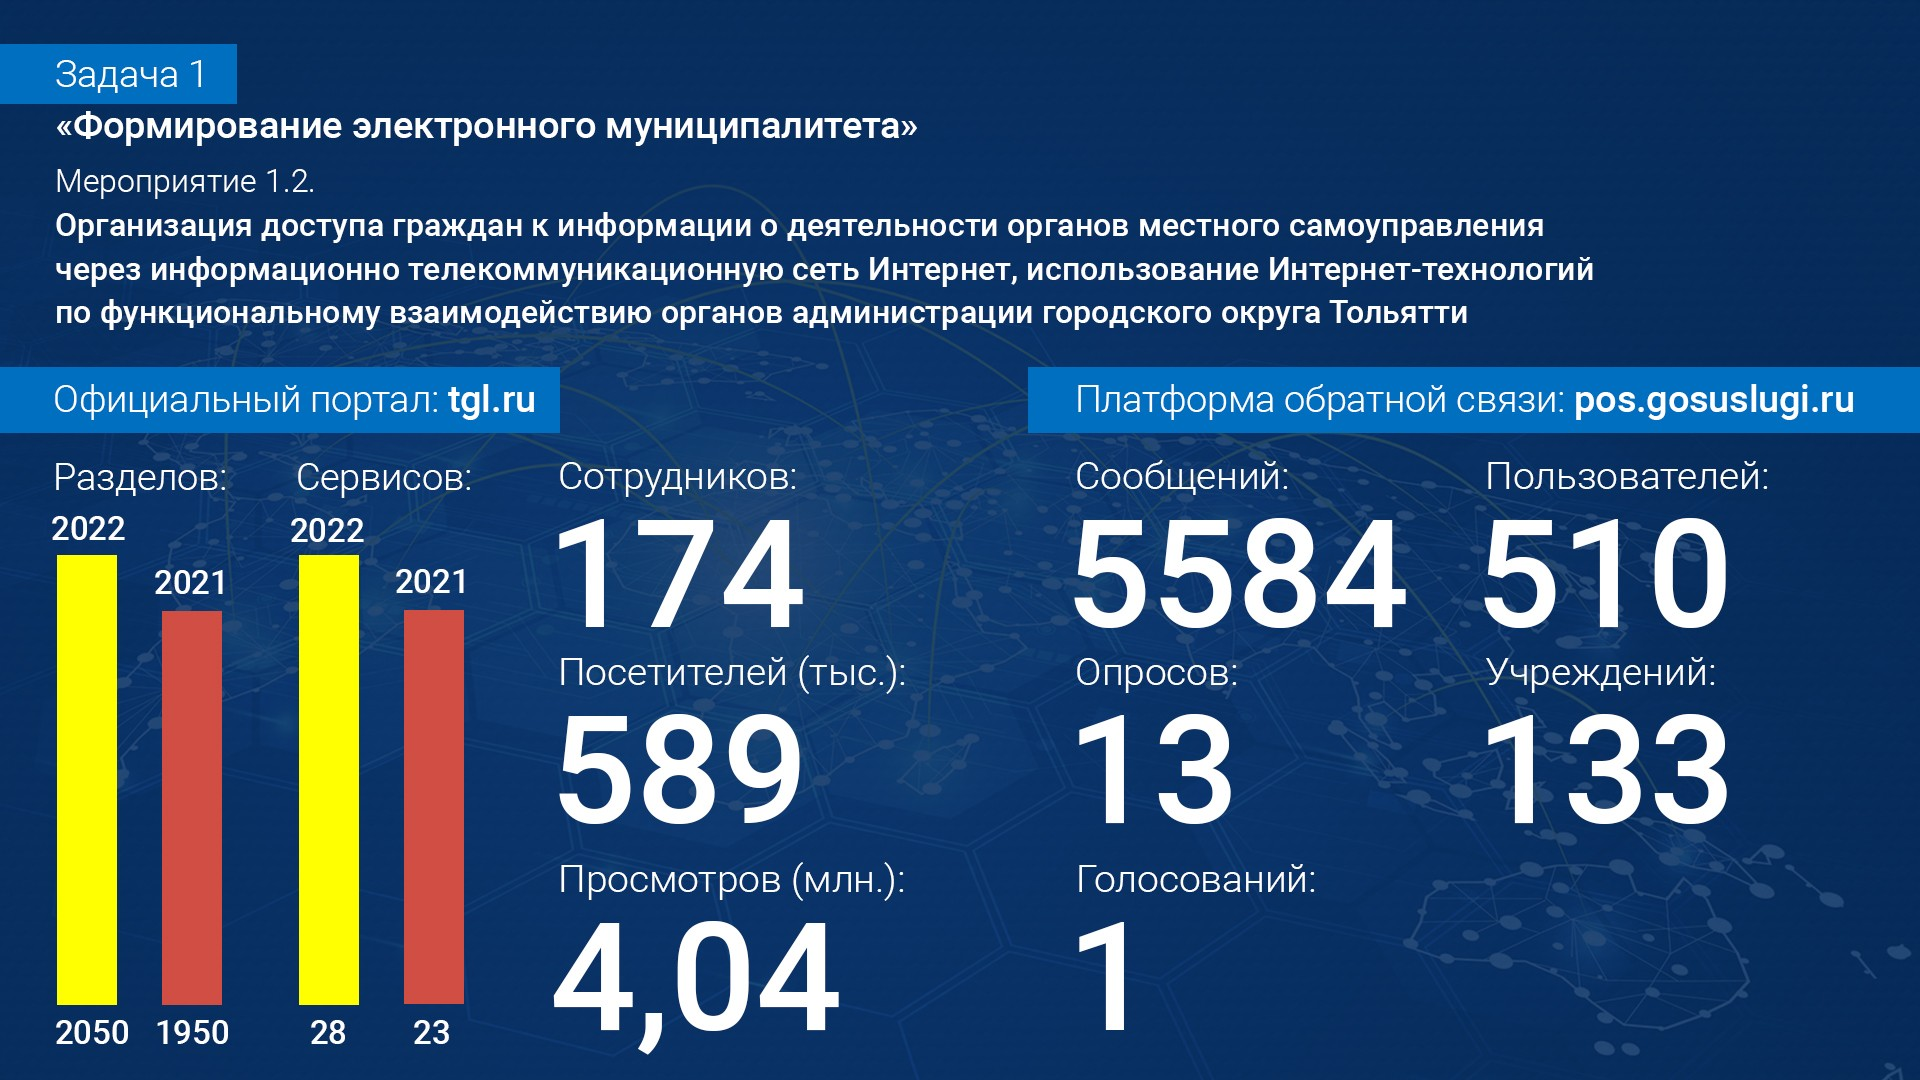 Задача 1
«Формирование электронного муниципалитета»
Мероприятие 1.2.
Организация доступа граждан к информации о деятельности органов местного самоуправления
через информационно телекоммуникационную сеть Интернет, использование Интернет-технологий
по функциональному взаимодействию органов администрации городского округа Тольятти
Официальный портал: tgl.ru
Разделов:
2022
2021
2050
1950
Сервисов:
2022
2021
28
23
Сотрудников:
174
Посетителей (тыс.):
589
Просмотров (млн.):
4,04
Платформа обратной связи: pos.gosuslugi.ru
Сообщений:
5584
Пользователей:
510
Опросов:
13
Учреждений:
133
Голосований:
1